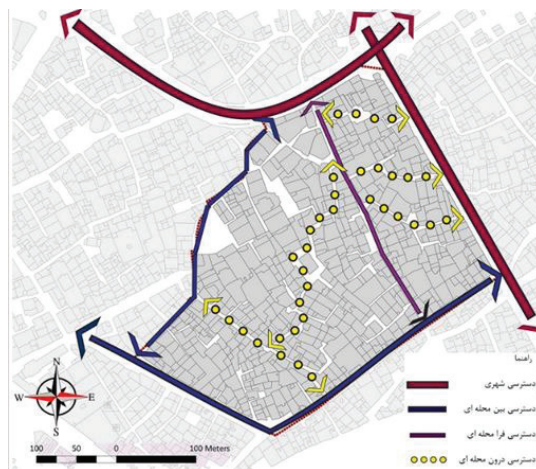 N
W E
S
100 50 0 100 Meters
راهنما
دسترسی شهری
دسترسی بین محله ای
دسترسی فرا محله ای
دسترسی درون محله ای